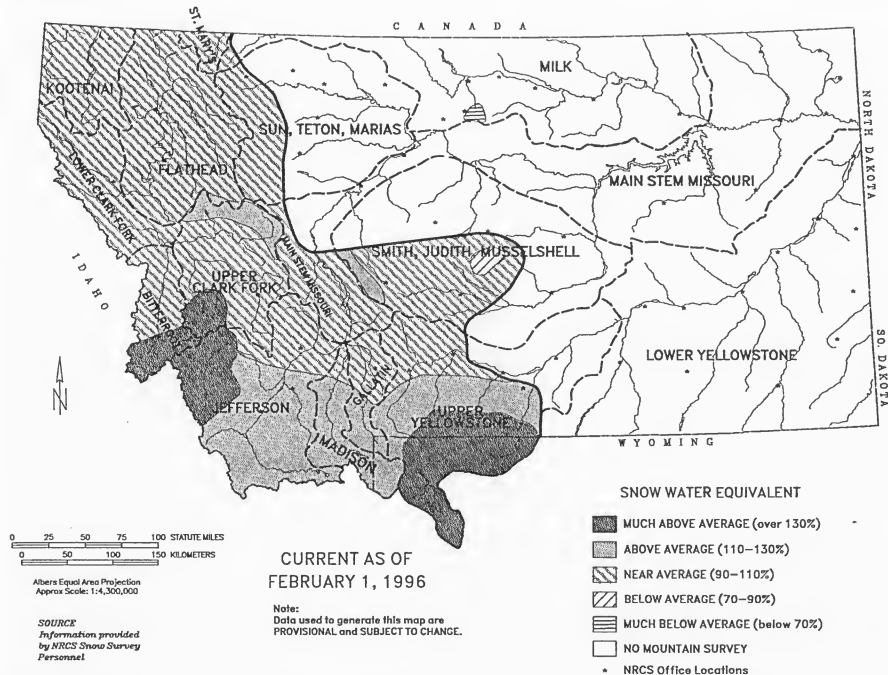 C A N A D A
ST. MARY'S
MILK
KOOTENAI
SUN, TETON, MARIAS
FLATHEAD
LOWER CLARK FORK
NORTH DAKOTA
MAIN STEM MISSOURI
MAIN STEM MISSOURI
SMITH, JUDITH, MUSSELSHELL
I D A H O
UPPER
CLARK FORK
BITTERROOT
N
LOWER YELLOWSTONE
SO. DAKOTA
JEFFERSON
GALLATIN
UPPER
YELLOWSTONE
MADISON
W Y O M I N G
SNOW WATER EQUIVALENT
MUCH ABOVE AVERAGE (over 130%)
ABOVE AVERAGE (110-130%)
NEAR AVERAGE (90-110%)
BELOW AVERAGE (70-90%)
MUCH BELOW AVERAGE (below 70%)
NO MOUNTAIN SURVEY
* NRCS Office Locations
0 25 50 75 100 STATUTE MILES
0 50 100 150 KILOMETERS
Albers Equal Area Projection
Approx Scale: 1:4,300,000
CURRENT AS OF
FEBRUARY 1, 1996
Note:
Data used to generate this map are
PROVISIONAL and SUBJECT TO CHANGE.
SOURCE
Information provided
by NRCS Snow Survey
Personnel